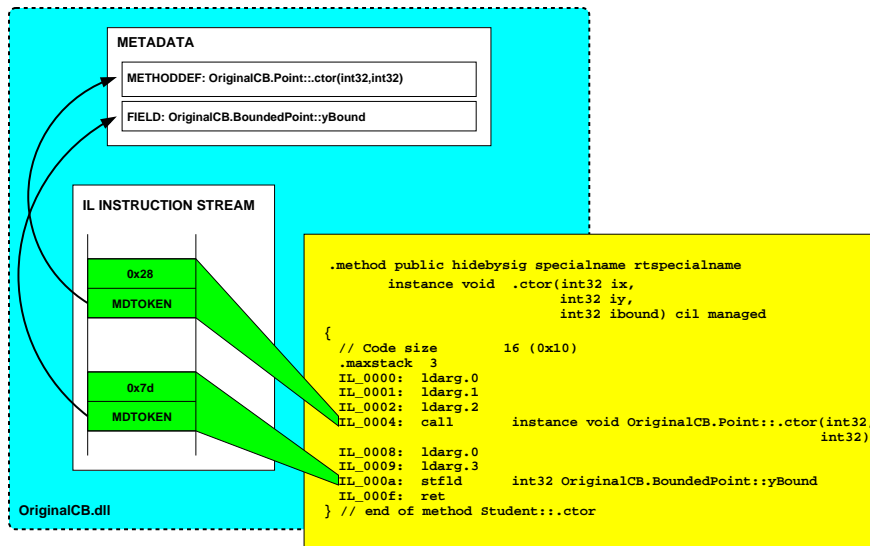 METADATA
METHODDEF: OriginalCB.Point::.ctor(int32,int32)
FIELD: OriginalCB.BoundedPoint::yBound
IL INSTRUCTION STREAM
0x28
MDTOKEN
0x7d
MDTOKEN
OriginalCB.dll
.method public hidebysig specialname rtspecialname
instance void  .ctor(int32 ix,
int32 iy,
int32 ibound) cil managed
{
// Code size        16 (0x10)
.maxstack  3
IL_0000:  ldarg.0
IL_0001:  ldarg.1
IL_0002:  ldarg.2
IL_0004:  call       instance void OriginalCB.Point::.ctor(int32,
int32)
IL_0008:  ldarg.0
IL_0009:  ldarg.3
IL_000a:  stfld      int32 OriginalCB.BoundedPoint::yBound
IL_000f:  ret
} // end of method Student::.ctor